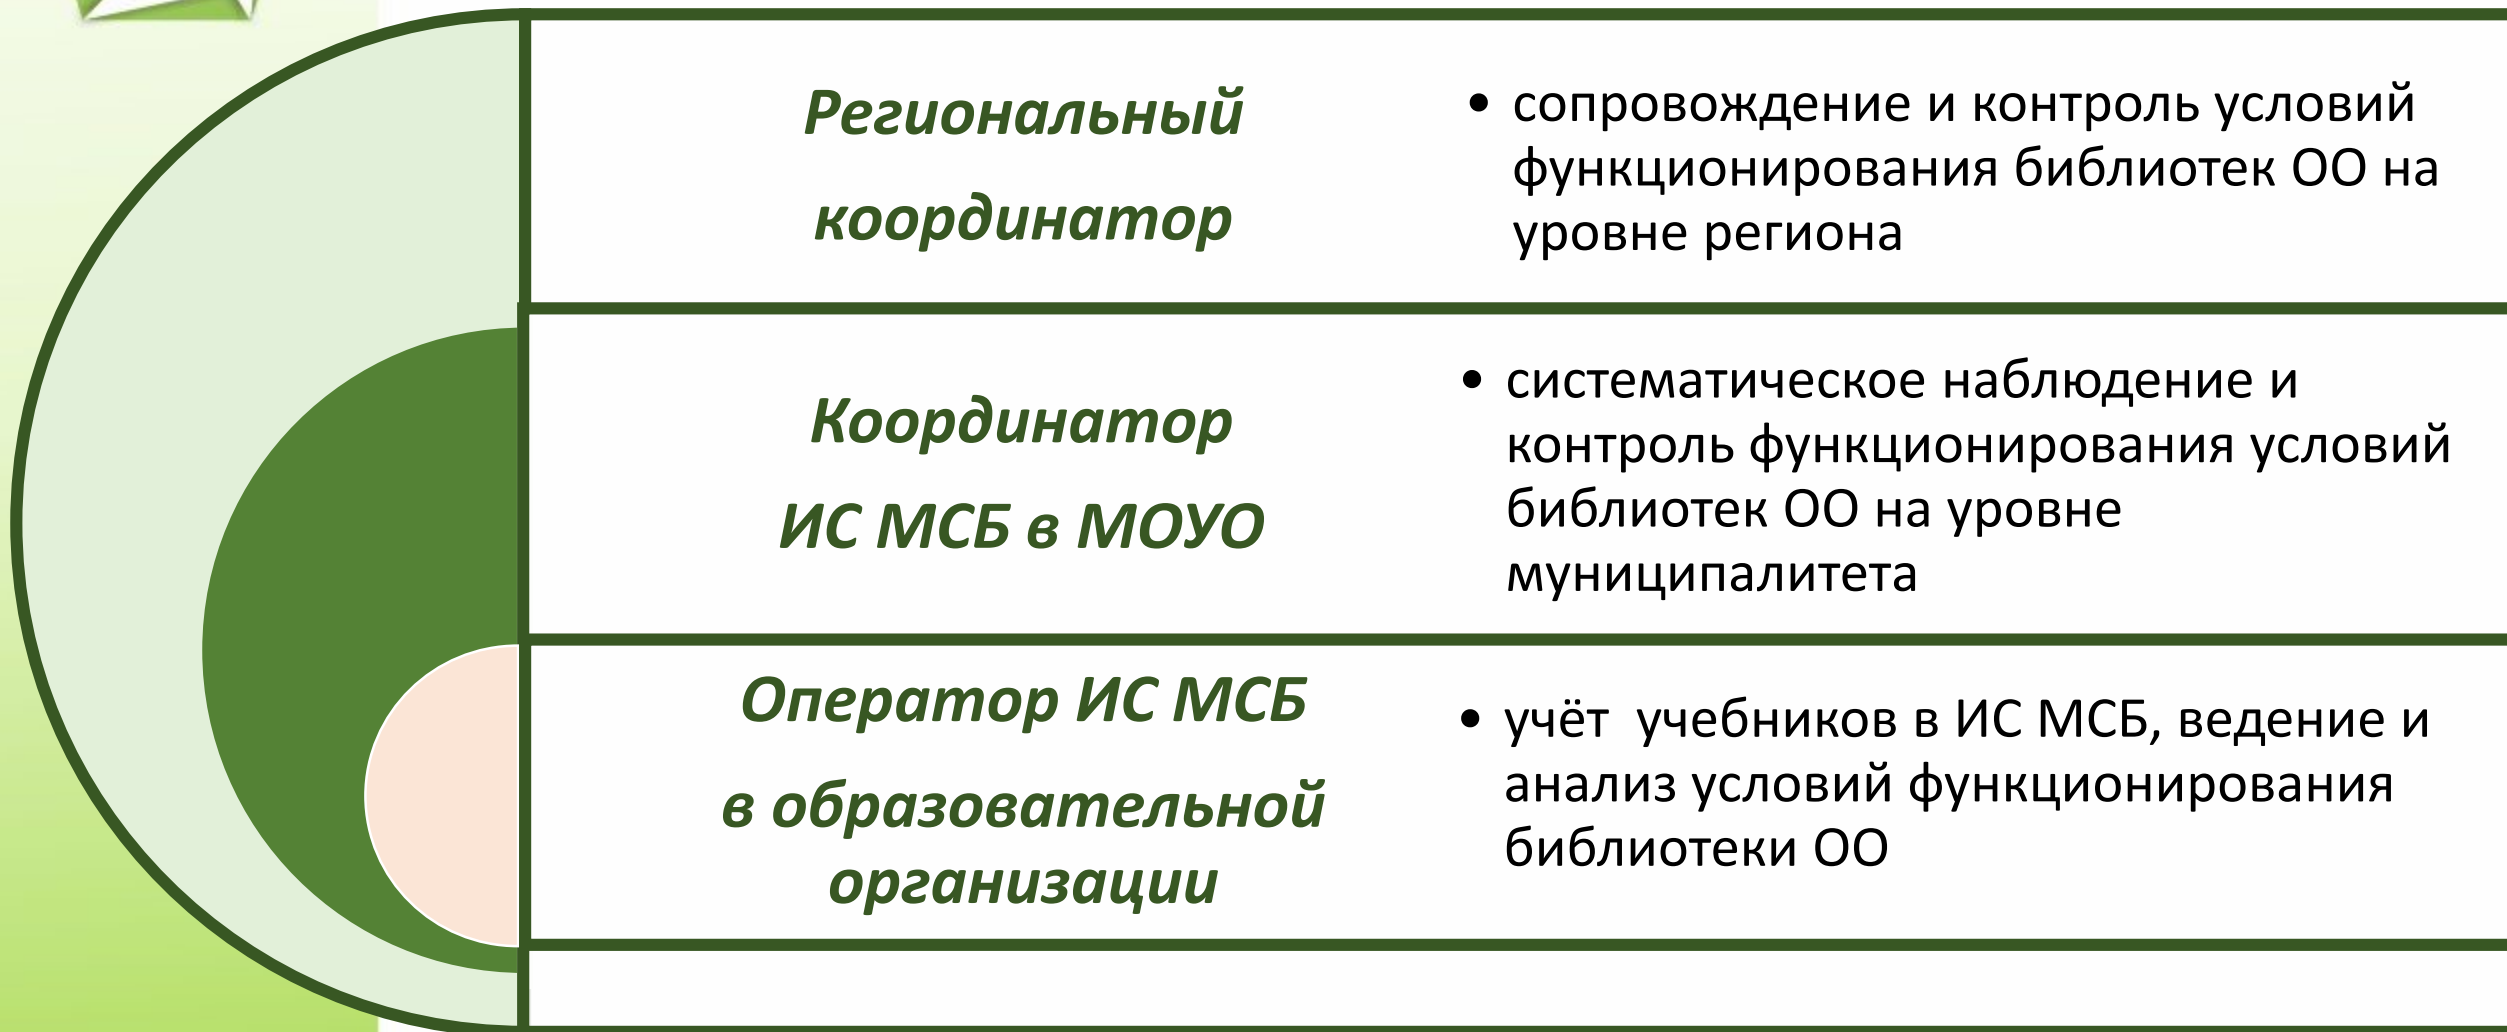 Региональный
координатор
• сопровождение и контроль условий
функционирования библиотек ОО на
уровне региона
Координатор
ИС МСБ в МОУО
• систематическое наблюдение и
контроль функционирования условий
библиотек ОО на уровне
муниципалитета
Оператор ИС МСБ
в образовательной
организации
• учёт учебников в ИС МСБ, ведение и
анализ условий функционирования
библиотеки ОО